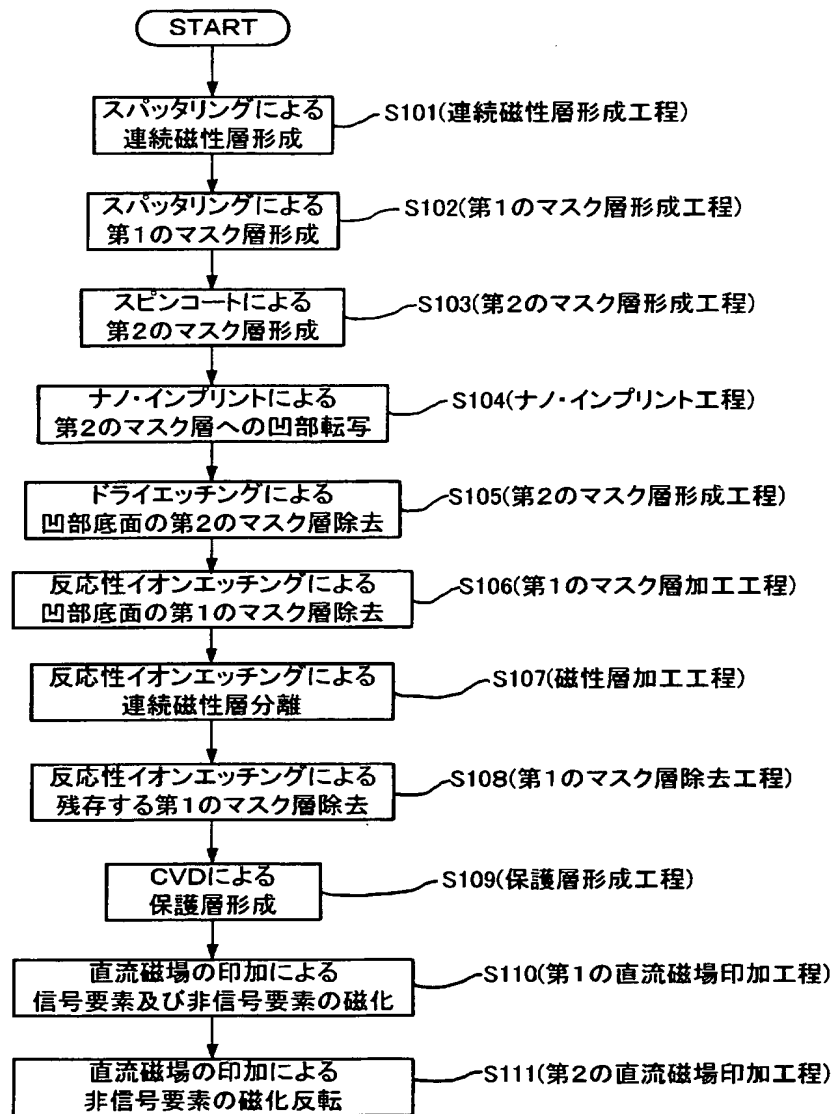 START
スパッタリングによる
連続磁性層形成
S101(連続磁性層形成工程)
スパッタリングによる
第1のマスク層形成
S102(第1のマスク層形成工程)
スピンコートによる
第2のマスク層形成
S103(第2のマスク層形成工程)
ナノ・インプリントによる
第2のマスク層への凹部転写
S104(ナノ・インプリント工程)
ドライエッチングによる
凹部底面の第2のマスク層除去
S105(第2のマスク層形成工程)
反応性イオンエッチングによる
凹部底面の第1のマスク層除去
S106(第1のマスク層加工工程)
反応性イオンエッチングによる
連続磁性層分離
S107(磁性層加工工程)
反応性イオンエッチングによる
残存する第1のマスク層除去
S108(第1のマスク層除去工程)
CVDによる
保護層形成
S109(保護層形成工程)
直流磁場の印加による
信号要素及び非信号要素の磁化
S110(第1の直流磁場印加工程)
直流磁場の印加による
非信号要素の磁化反転
S111(第2の直流磁場印加工程)